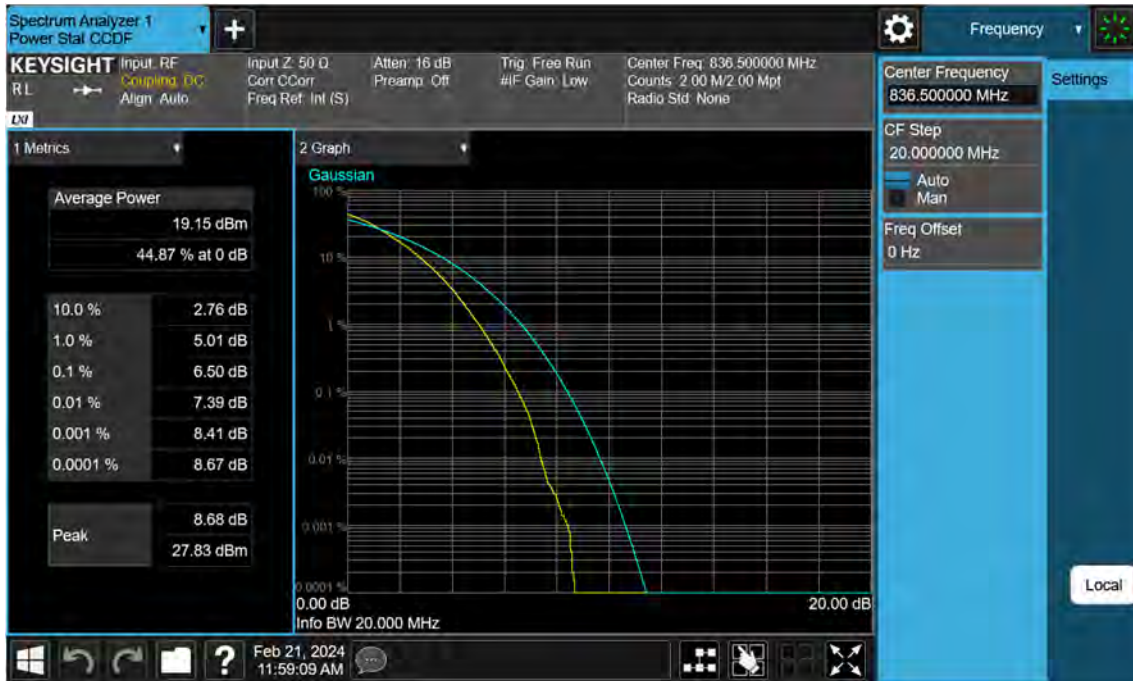 Spectrum Analyzer 1
Power Stat CCDF
Frequency
KEYSIGHT
RL
LXI
Input: RF
Coupling: DC
Align: Auto
Input Z: 50 Ω
Corr CCorr
Freq Ref: Int (S)
Atten: 16 dB
Preamp: Off
Trig: Free Run
#IF Gain: Low
Center Freq: 836.500000 MHz
Counts: 2.00 M/2.00 Mpt
Radio Std: None
Center Frequency
836.500000 MHz
Settings
CF Step
20.000000 MHz
Auto
Man
Freq Offset
0 Hz
Local
1 Metrics
Average Power
19.15 dBm
44.87 % at 0 dB
10.0 % 2.76 dB
1.0 % 5.01 dB
0.1 % 6.50 dB
0.01 % 7.39 dB
0.001 % 8.41 dB
0.0001 % 8.67 dB
Peak
8.68 dB
27.83 dBm
2 Graph
Gaussian
100 %
10 %
1 %
0.1 %
0.01 %
0.001 %
0.0001 %
0.00 dB 20.00 dB
Info BW 20.000 MHz
?
Feb 21, 2024
11:59:09 AM